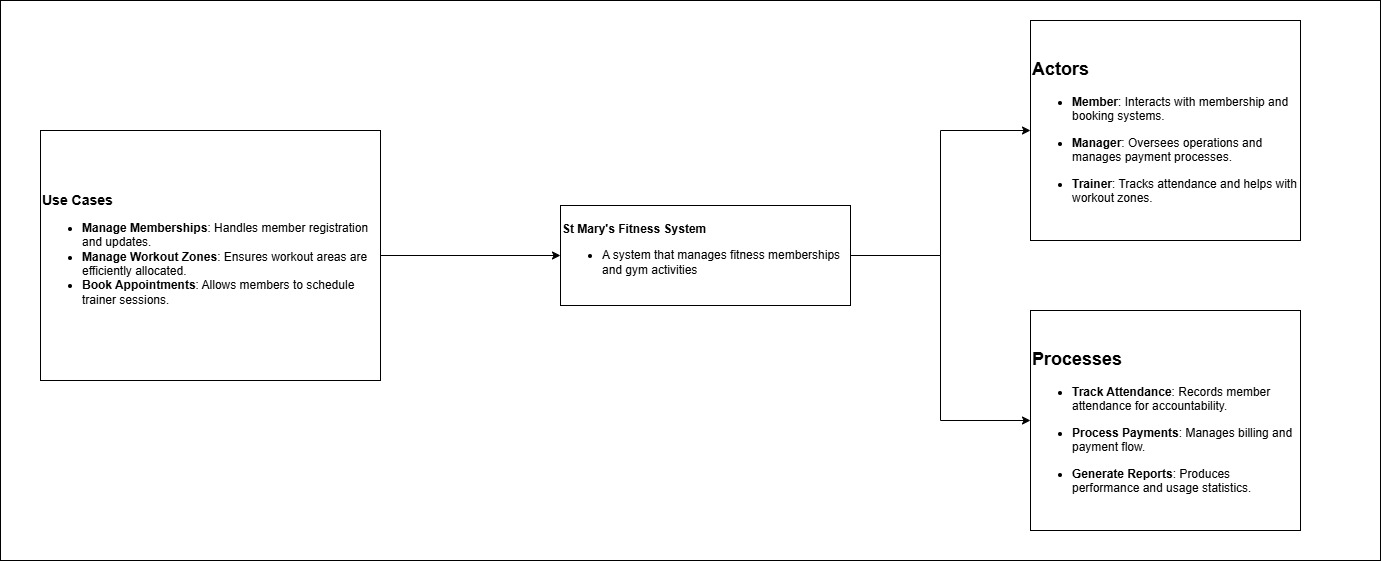 Use Cases
Manage Memberships: Handles member registration
and updates.
Manage Workout Zones: Ensures workout areas are
efficiently allocated.
Book Appointments: Allows members to schedule
trainer sessions.
St Mary's Fitness System
A system that manages fitness memberships
and gym activities
Actors
Member: Interacts with membership and
booking systems.
Manager: Oversees operations and
manages payment processes.
Trainer: Tracks attendance and helps with
workout zones.
Processes
Track Attendance: Records member
attendance for accountability.
Process Payments: Manages billing and
payment flow.
Generate Reports: Produces
performance and usage statistics.